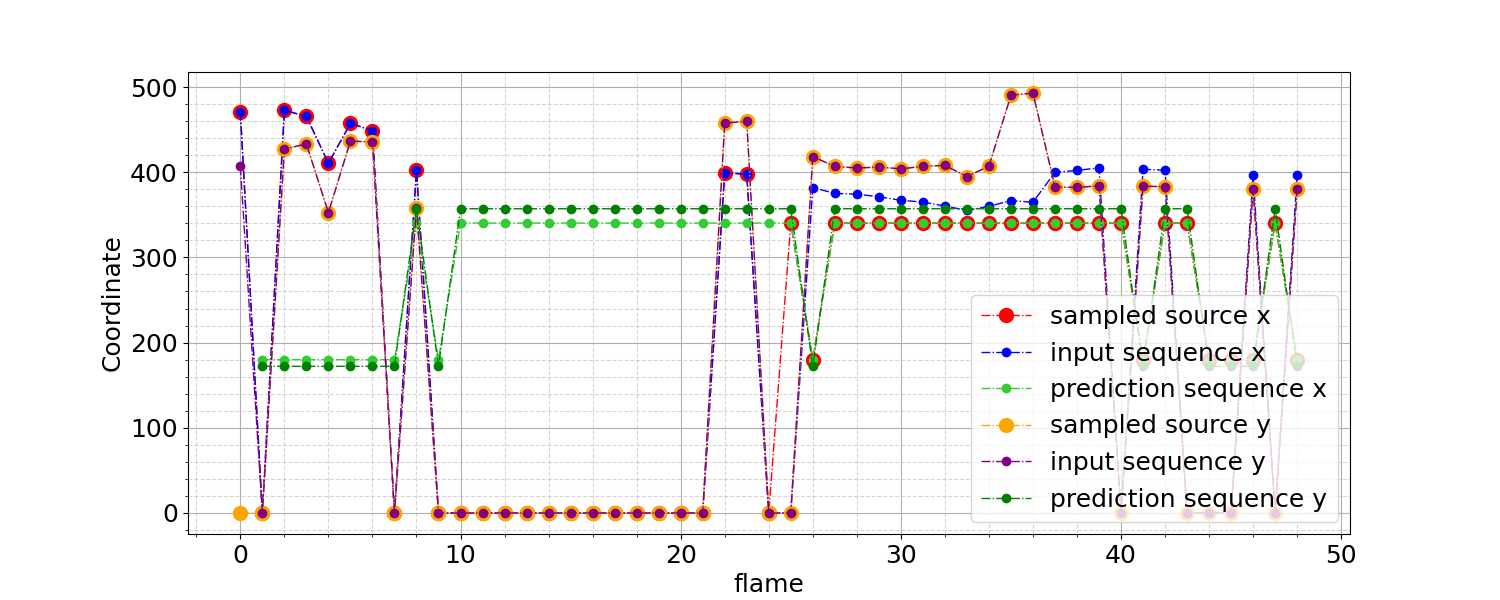 500
400
300
200
100
0
Coordinate
0
10
20
30
40
50
flame
sampled source x
input sequence x
prediction sequence x
sampled source y
input sequence y
prediction sequence y